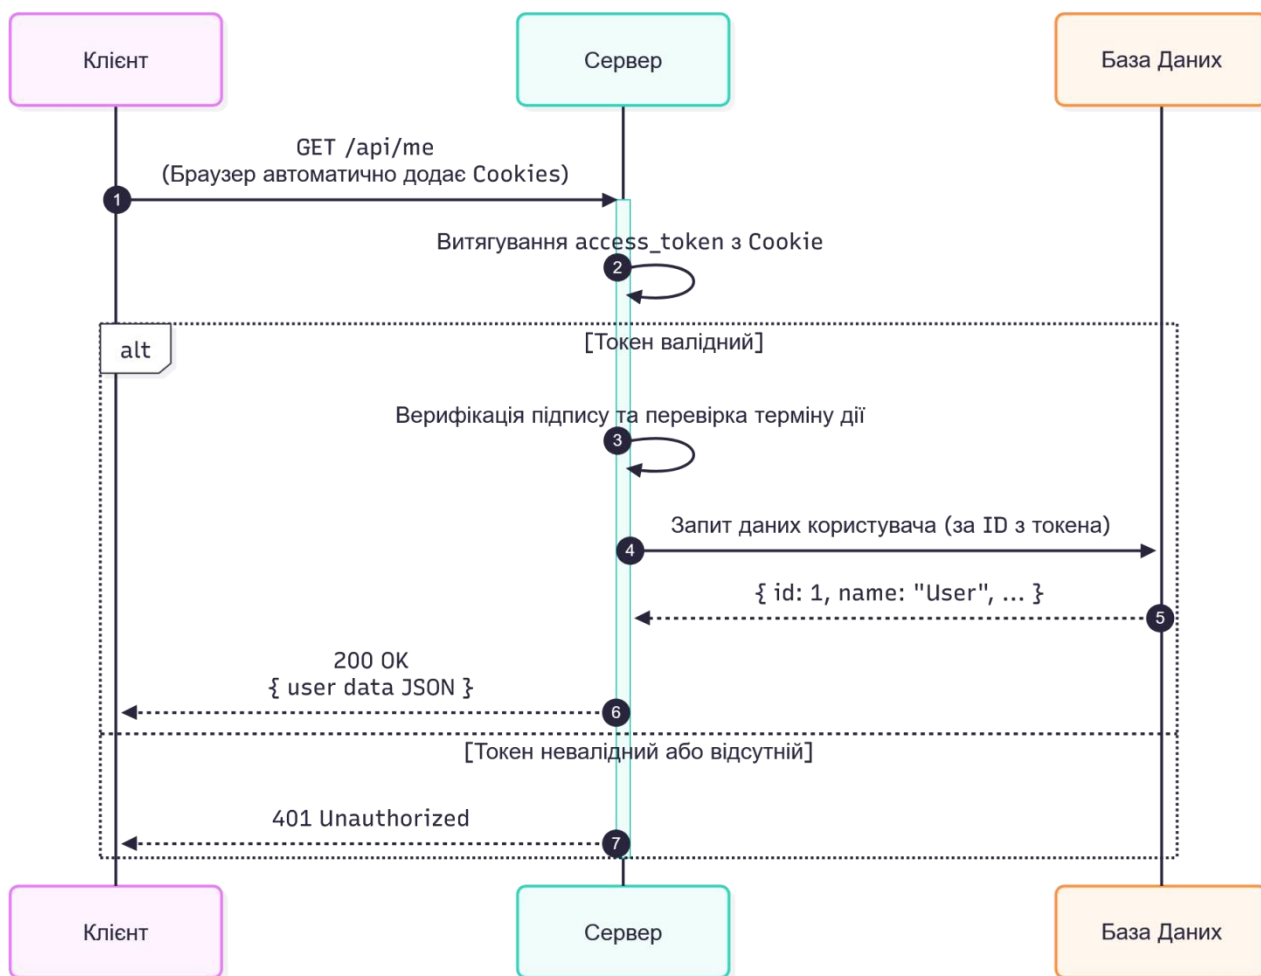 Клієнт
Сервер
База Даних
GET /api/me
(Браузер автоматично додає Cookies)
1
Витягування access_token з Cookie
2
alt
[Токен валідний]
Верифікація підпису та перевірка терміну дії
3
Запит даних користувача (за ID з токена)
4
{ id: 1, name: "User", ... }
5
200 OK
{ user data JSON }
6
[Токен невалідний або відсутній]
401 Unauthorized
7
Клієнт
Сервер
База Даних